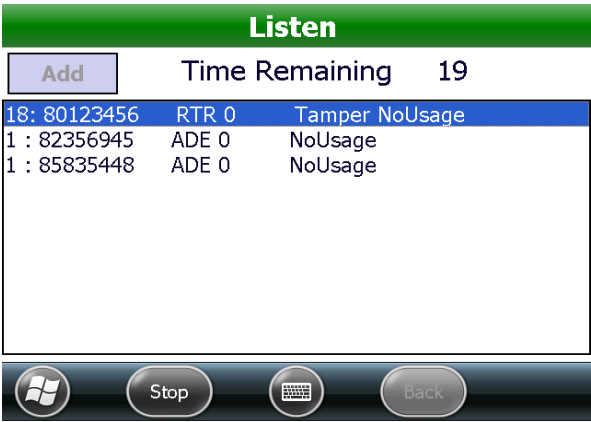 Listen
Add Time Remaining 19
18: 80123456 RTR 0 Tamper NoUsage
1 : 82356945 ADE 0 NoUsage
1 : 85835448 ADE 0 NoUsage
Stop Back